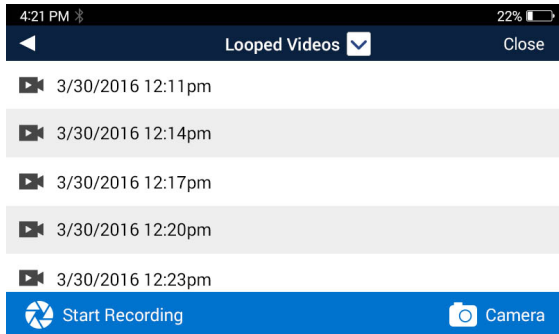 4:21 PM 22%
Looped Videos Close
3/30/2016 12:11pm
3/30/2016 12:14pm
3/30/2016 12:17pm
3/30/2016 12:20pm
3/30/2016 12:23pm
Start Recording Camera